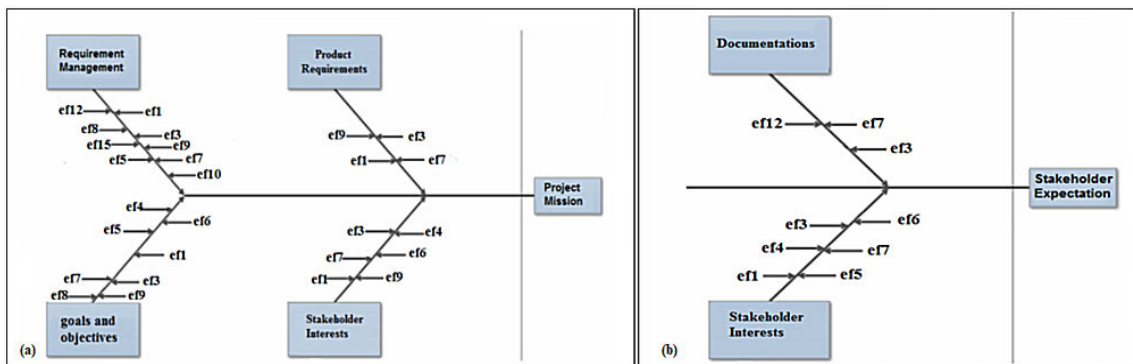 Requirement
Management
Product
Requirements
ef12
ef1
ef8
ef3
ef15
ef9
ef5
ef7
ef10
ef9
ef3
ef1
ef7
Project
Mission
ef4
ef6
ef5
ef1
ef7
ef3
ef8
ef9
ef3
ef4
ef7
ef6
ef1
ef9
goals and
objectives
Stakeholder
Interests
(a)
Documentations
ef12
ef7
ef3
Stakeholder
Expectation
ef3
ef6
ef4
ef7
ef1
ef5
Stakeholder
Interests
(b)